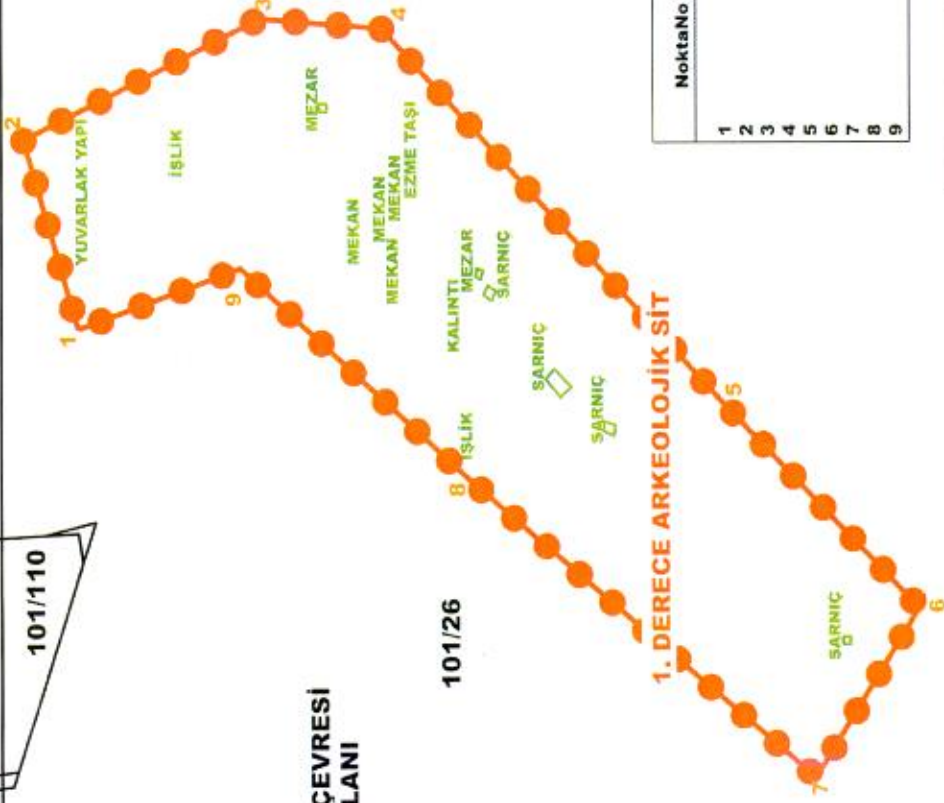 2
101/110
1
YUVARLAK YAPI
İŞLİK
9
3
MEZAR
ÇEVRESİ
LANI
MEKAN
MEKAN
MEKAN MEKAN
4
EZME TAŞI
101/26
KALINTI
8
İŞLİK
MEZAR
SARNIÇ
SARNIÇ
SARNIÇ
1. DERECE ARKEOLOJİK SİT
NoktaNo
1
2
3
4
5
6
7
8
9
5
7
SARNIÇ
6